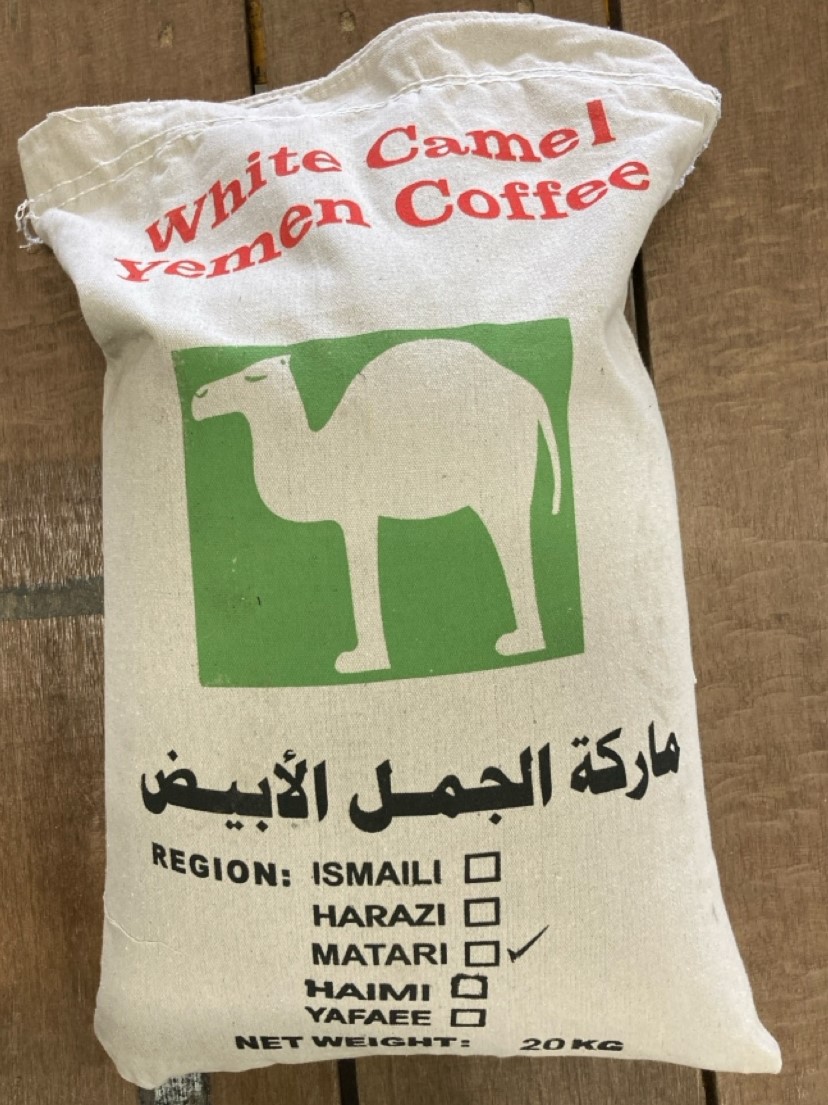 White Camel
Yemen Coffee
ماركة الجمل الأبيض
REGION: ISMAILI ☐
HARAZI ☐
MATARI ☐ ✓
HAIMI ☐
YAFAEE ☐
NET WEIGHT: 20 KG